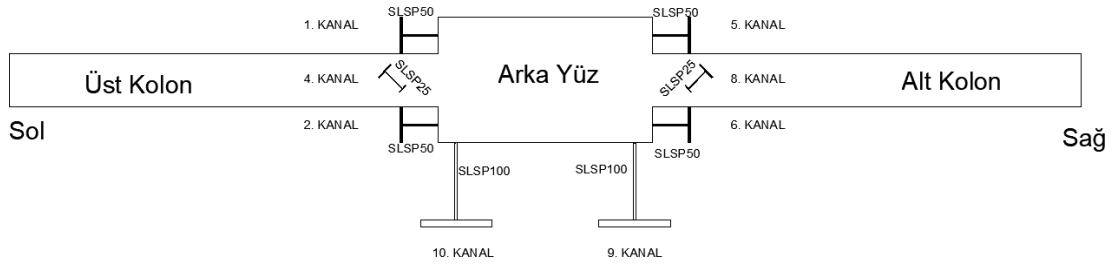 SLSP50
SLSP50
1. KANAL
5. KANAL
Üst Kolon
4. KANAL
SLSP25
Arka Yüz
SLSP25
8. KANAL
Alt Kolon
Sol
2. KANAL
6. KANAL
Sağ
SLSP50
SLSP50
SLSP100
SLSP100
10. KANAL
9. KANAL